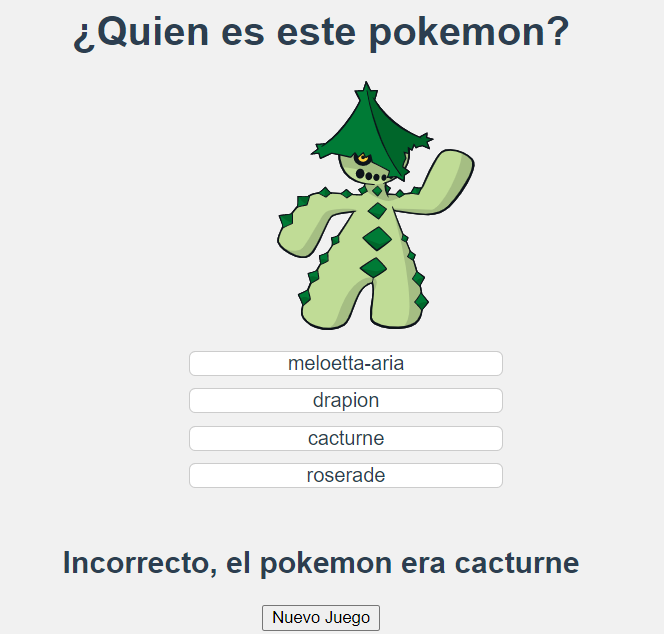 ¿Quien es este pokemon?
meloetta-aria
drapion
cacturne
roserade
Incorrecto, el pokemon era cacturne
Nuevo Juego